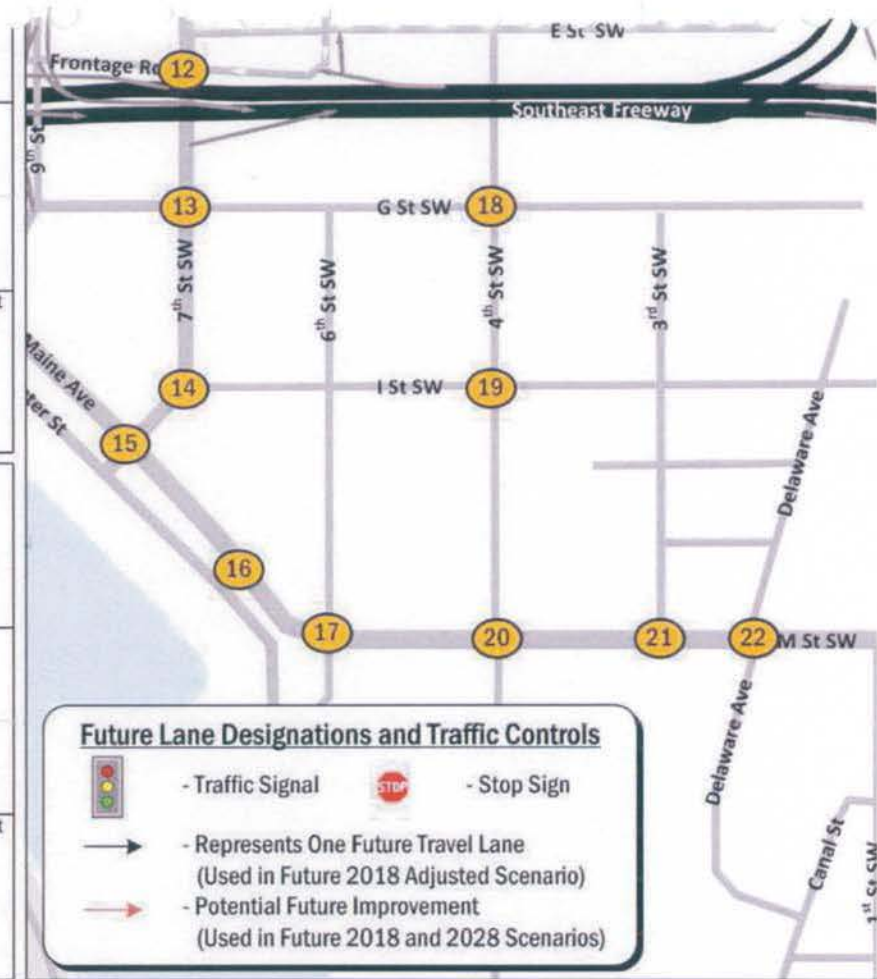 E St SW
Frontage
12
Southeast Freeway
9th St
13
G St SW
18
7th St SW
6th St SW
4th St SW
3rd St SW
Maine Ave
14
I St SW
19
St
15
Delaware Ave
16
17
20
21
22
M St SW
Delaware Ave
Canal St
1st St SW
Future Lane Designations and Traffic Controls
- Traffic Signal
STOP
- Stop Sign
- Represents One Future Travel Lane
(Used in Future 2018 Adjusted Scenario)
- Potential Future Improvement
(Used in Future 2018 and 2028 Scenarios)